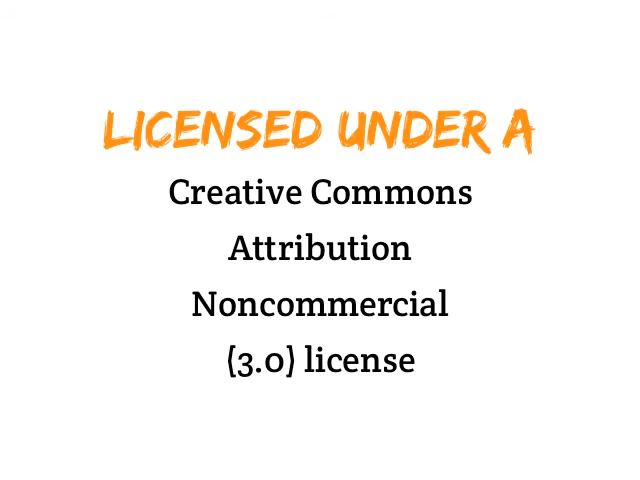 LICENSED UNDER A
Creative Commons
Attribution
Noncommercial
(3.0) license